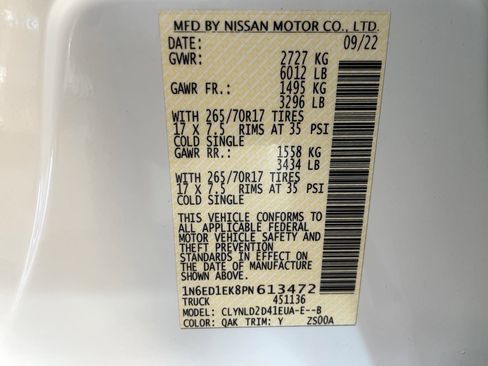 MFD BY NISSAN MOTOR CO., LTD.
DATE: 09/22
GVWR: 2727 KG
6012 LB
GAWR FR.: 1495 KG
3296 LB
WITH 265/70R17 TIRES
17 X 7.5 RIMS AT 35 PSI
COLD SINGLE
GAWR RR.: 1558 KG
3434 LB
WITH 265/70R17 TIRES
17 X 7.5 RIMS AT 35 PSI
COLD SINGLE
THIS VEHICLE CONFORMS TO
ALL APPLICABLE FEDERAL
MOTOR VEHICLE SAFETY AND
THEFT PREVENTION
STANDARDS IN EFFECT ON
THE DATE OF MANUFACTURE
SHOWN ABOVE.
1N6ED1EK8PN613472
TRUCK 451136
MODEL: CLYNLD2D41EUA-E--B
COLOR: QAK TRIM: Y ZS00A